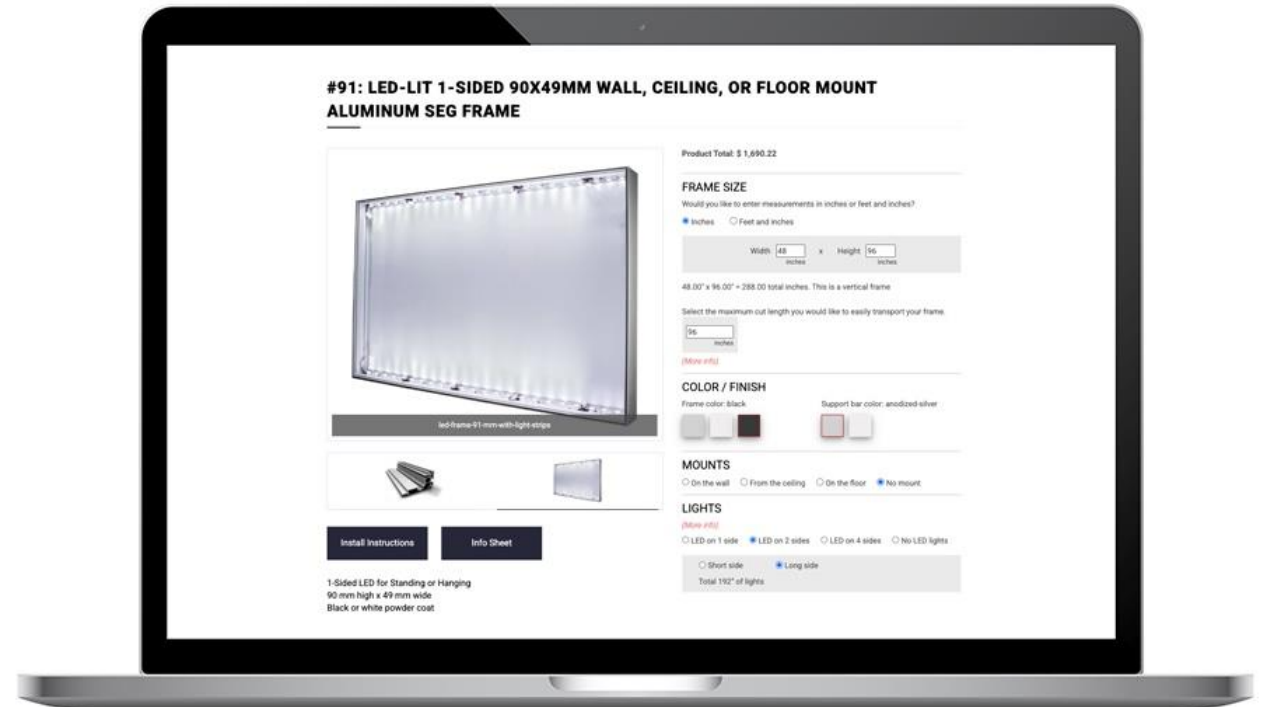 #91: LED-LIT 1-SIDED 90X49MM WALL, CEILING, OR FLOOR MOUNT
ALUMINUM SEG FRAME
led-frame-91-mm-with-light-strips
Install Instructions
Info Sheet
1-Sided LED for Standing or Hanging
90 mm high x 49 mm wide
Black or white powder coat
Product Total: $ 1,690.22
FRAME SIZE
Would you like to enter measurements in inches or feet and inches?
Inches
Feet and inches
Width 48 x Height 96
inches
inches
48.00" x 96.00" = 288.00 total inches. This is a vertical frame
Select the maximum cut length you would like to easily transport your frame.
96
inches
(More info)
COLOR / FINISH
Frame color: black
Support bar color: anodized-silver
MOUNTS
On the wall
From the ceiling
On the floor
No mount
LIGHTS
(More info)
LED on 1 side
LED on 2 sides
LED on 4 sides
No LED lights
Short side
Long side
Total 192" of lights